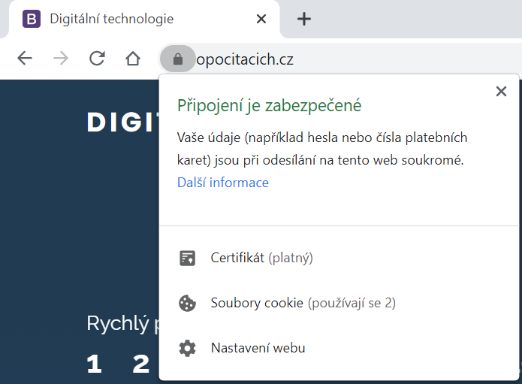 B Digitální technologie
opocitacich.cz
DIGI
Připojení je zabezpečené
Vaše údaje (například hesla nebo čísla platebních
karet) jsou při odesílání na tento web soukromé.
Další informace
Certifikát (platný)
Soubory cookie (používají se 2)
Nastavení webu
Rychlý
1 2